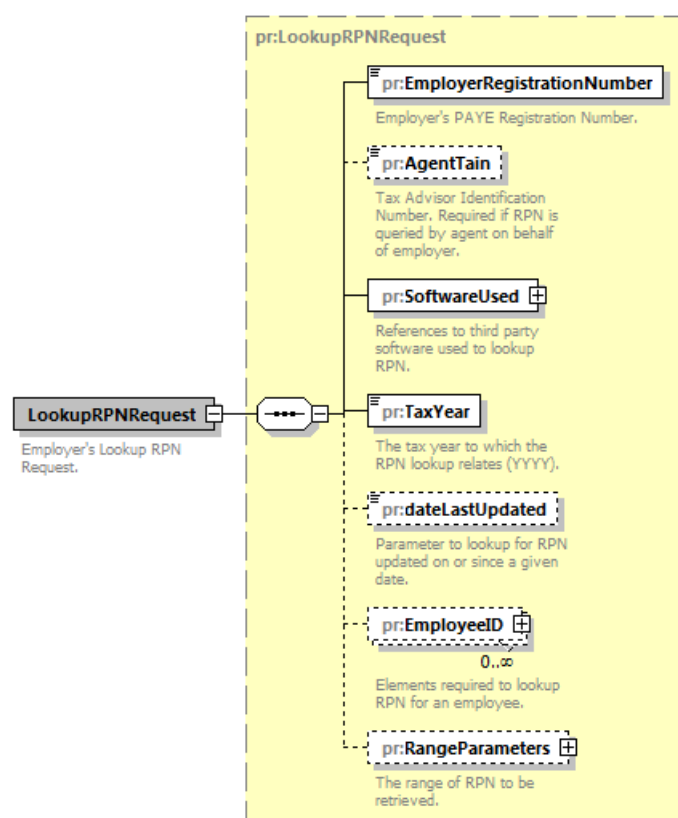 pr:LookupRPNRequest
pr:EmployerRegistrationNumber
Employer's PAYE Registration Number.
pr:AgentTain
Tax Advisor Identification
Number. Required if RPN is
queried by agent on behalf
of employer.
pr:SoftwareUsed
References to third party
software used to lookup
RPN.
LookupRPNRequest
Employer's Lookup RPN
Request.
pr:TaxYear
The tax year to which the
RPN lookup relates (YYYY).
pr:dateLastUpdated
Parameter to lookup for RPN
updated on or since a given
date.
pr:EmployeeID
0..∞
Elements required to lookup
RPN for an employee.
pr:RangeParameters
The range of RPN to be
retrieved.